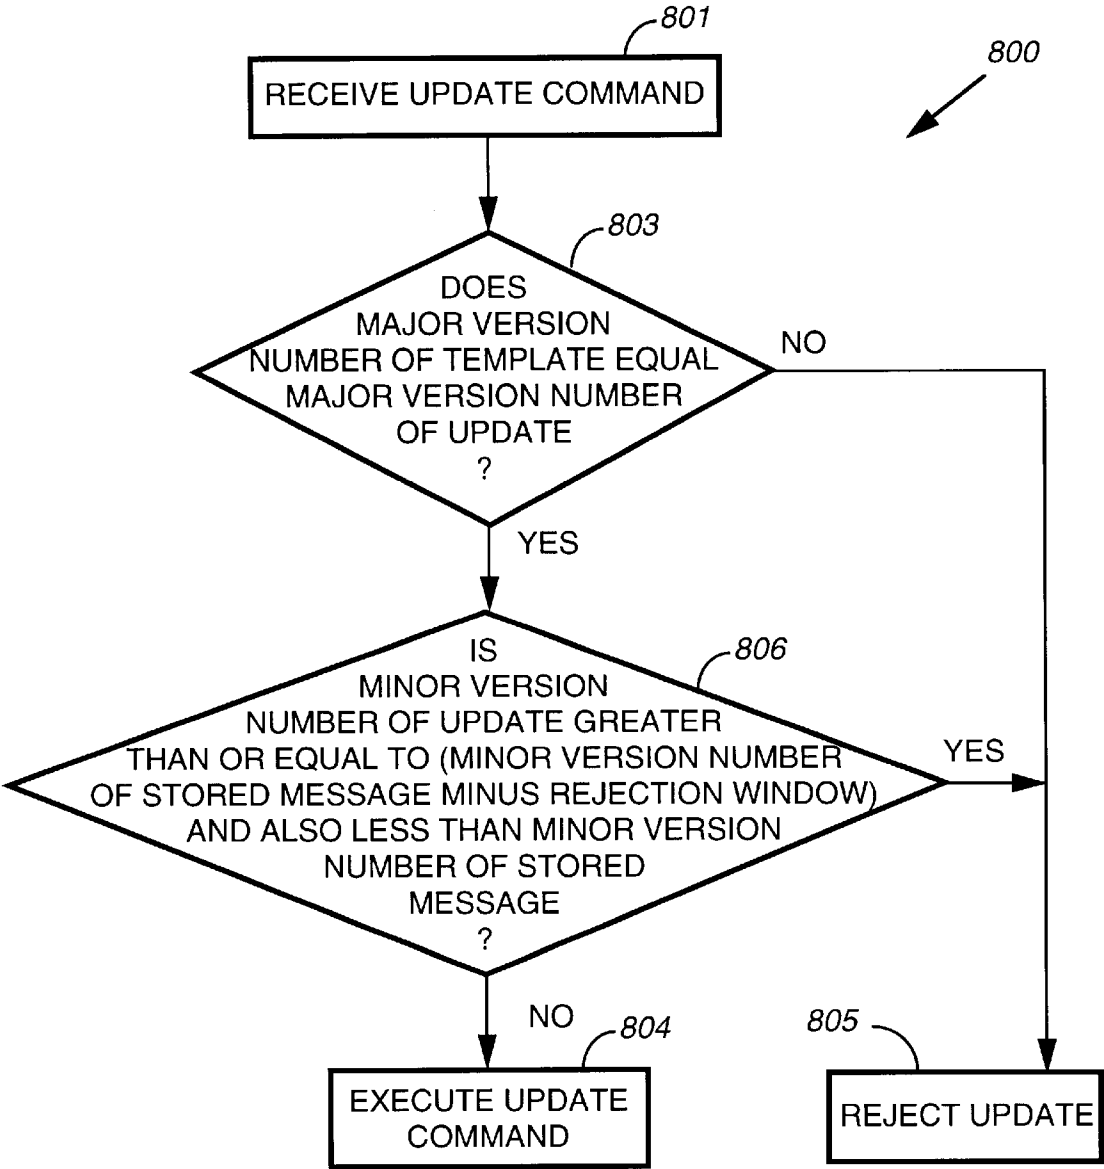 801
RECEIVE UPDATE COMMAND
800
803
DOES
MAJOR VERSION
NUMBER OF TEMPLATE EQUAL
MAJOR VERSION NUMBER
OF UPDATE
?
NO
YES
806
IS
MINOR VERSION
NUMBER OF UPDATE GREATER
THAN OR EQUAL TO (MINOR VERSION NUMBER
OF STORED MESSAGE MINUS REJECTION WINDOW)
AND ALSO LESS THAN MINOR VERSION
NUMBER OF STORED
MESSAGE
?
YES
NO
804
EXECUTE UPDATE
COMMAND
805
REJECT UPDATE